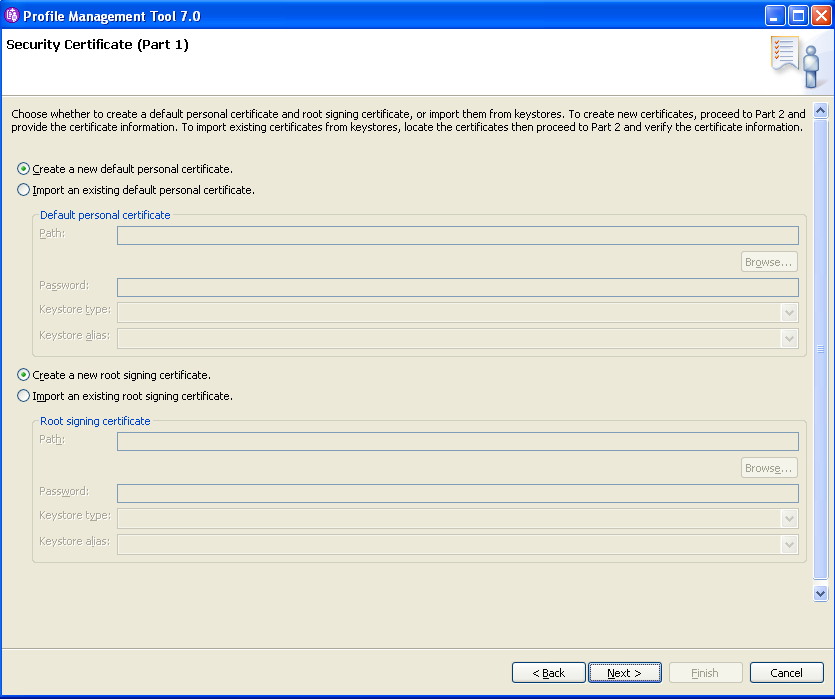 Profile Management Tool 7.0
Security Certificate (Part 1)
Choose whether to create a default personal certificate and root signing certificate, or import them from keystores. To create new certificates, proceed to Part 2 and
provide the certificate information. To import existing certificates from keystores, locate the certificates then proceed to Part 2 and verify the certificate information.
Create a new default personal certificate.
Import an existing default personal certificate.
Default personal certificate
Path:
Browse...
Password:
Keystore type:
Keystore alias:
Create a new root signing certificate.
Import an existing root signing certificate.
Root signing certificate
Path:
Browse...
Password:
Keystore type:
Keystore alias:
< Back
Next >
Finish
Cancel